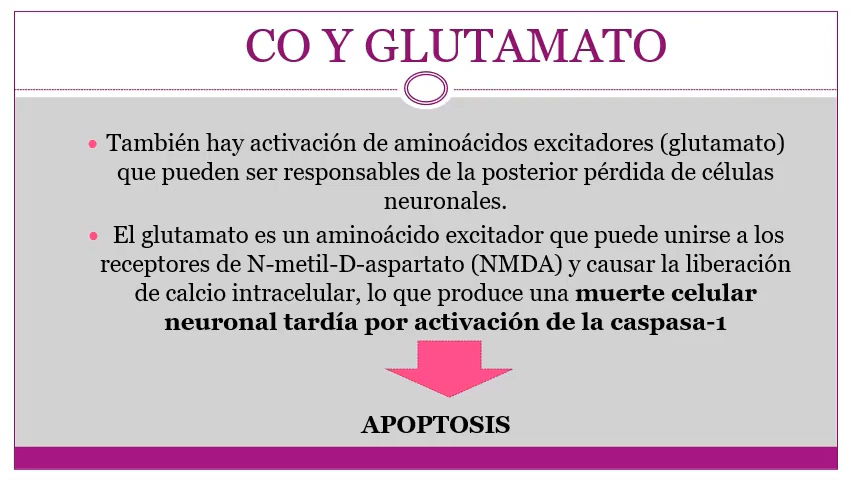 CO Y GLUTAMATO
• También hay activación de aminoácidos excitadores (glutamato)
que pueden ser responsables de la posterior pérdida de células
neuronales.
• El glutamato es un aminoácido excitador que puede unirse a los
receptores de N-metil-D-aspartato (NMDA) y causar la liberación
de calcio intracelular, lo que produce una muerte celular
neuronal tardía por activación de la caspasa-1
APOPTOSIS